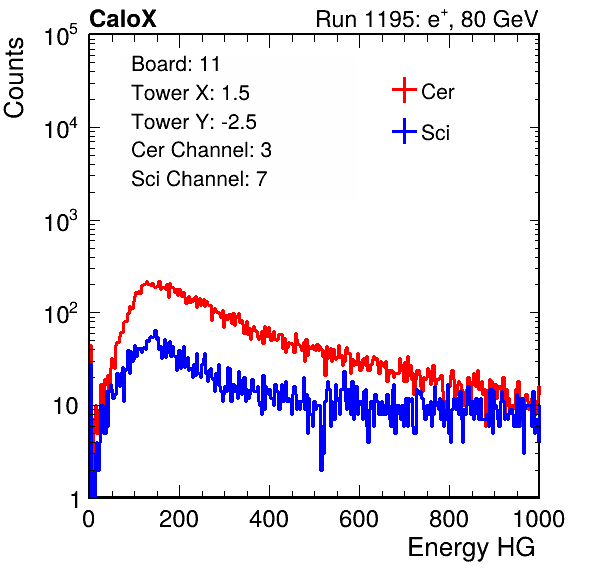 CaloX Run 1195: e⁺, 80 GeV
Counts
10⁵
10⁴
10³
10²
10
1
Board: 11
Tower X: 1.5
Tower Y: -2.5
Cer Channel: 3
Sci Channel: 7
Cer
Sci
0 200 400 600 800 1000
Energy HG